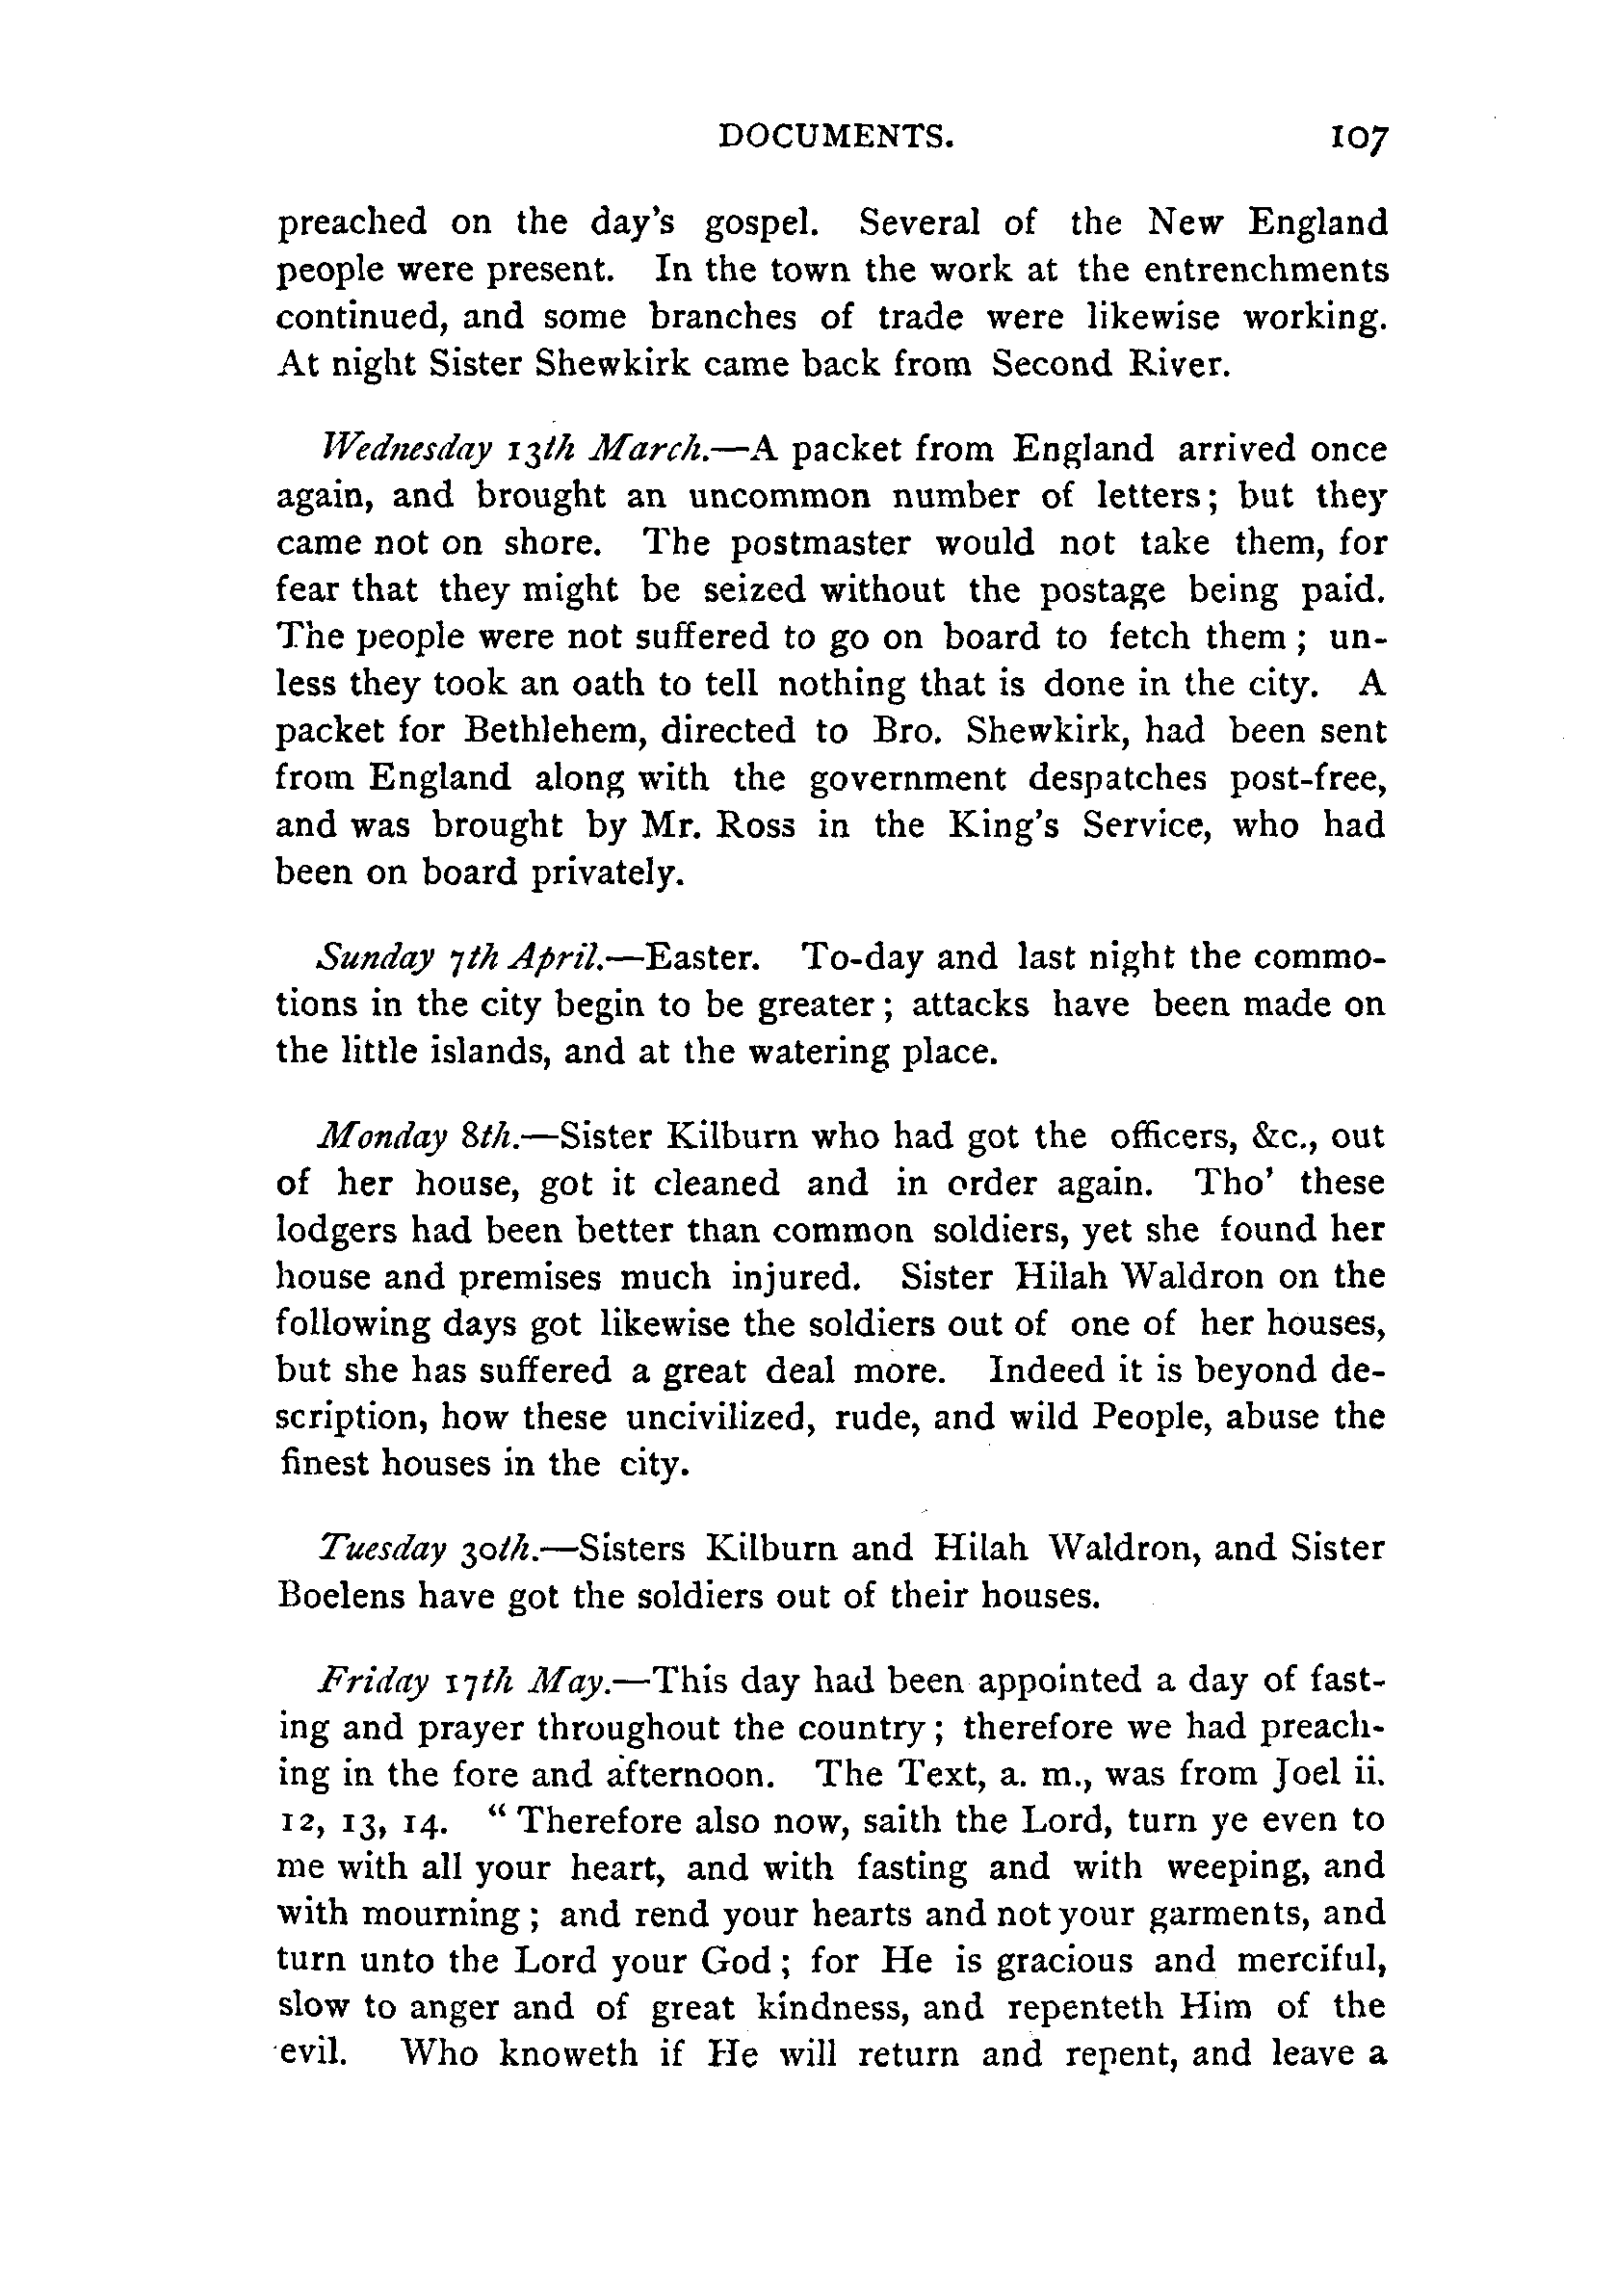 DOCUMENTS. 107
preached on the day's gospel. Several of the New England
people were present. In the town the work at the entrenchments
continued, and some branches of trade were likewise working.
At night Sister Shewkirk came back from Second River.
Wednesday 13th March.—A packet from England arrived once
again, and brought an uncommon number of letters; but they
came not on shore. The postmaster would not take them, for
fear that they might be seized without the postage being paid.
The people were not suffered to go on board to fetch them; un-
less they took an oath to tell nothing that is done in the city. A
packet for Bethlehem, directed to Bro. Shewkirk, had been sent
from England along with the government despatches post-free,
and was brought by Mr. Ross in the King's Service, who had
been on board privately.
Sunday 7th April.—Easter. To-day and last night the commo-
tions in the city begin to be greater; attacks have been made on
the little islands, and at the watering place.
Monday 8th.—Sister Kilburn who had got the officers, &c., out
of her house, got it cleaned and in order again. Tho' these
lodgers had been better than common soldiers, yet she found her
house and premises much injured. Sister Hilah Waldron on the
following days got likewise the soldiers out of one of her houses,
but she has suffered a great deal more. Indeed it is beyond de-
scription, how these uncivilized, rude, and wild People, abuse the
finest houses in the city.
Tuesday 30th.—Sisters Kilburn and Hilah Waldron, and Sister
Boelens have got the soldiers out of their houses.
Friday 17th May.—This day had been appointed a day of fast-
ing and prayer throughout the country; therefore we had preach-
ing in the fore and afternoon. The Text, a. m., was from Joel ii.
12, 13, 14. "Therefore also now, saith the Lord, turn ye even to
me with all your heart, and with fasting and with weeping, and
with mourning; and rend your hearts and not your garments, and
turn unto the Lord your God; for He is gracious and merciful,
slow to anger and of great kindness, and repenteth Him of the
evil. Who knoweth if He will return and repent, and leave a